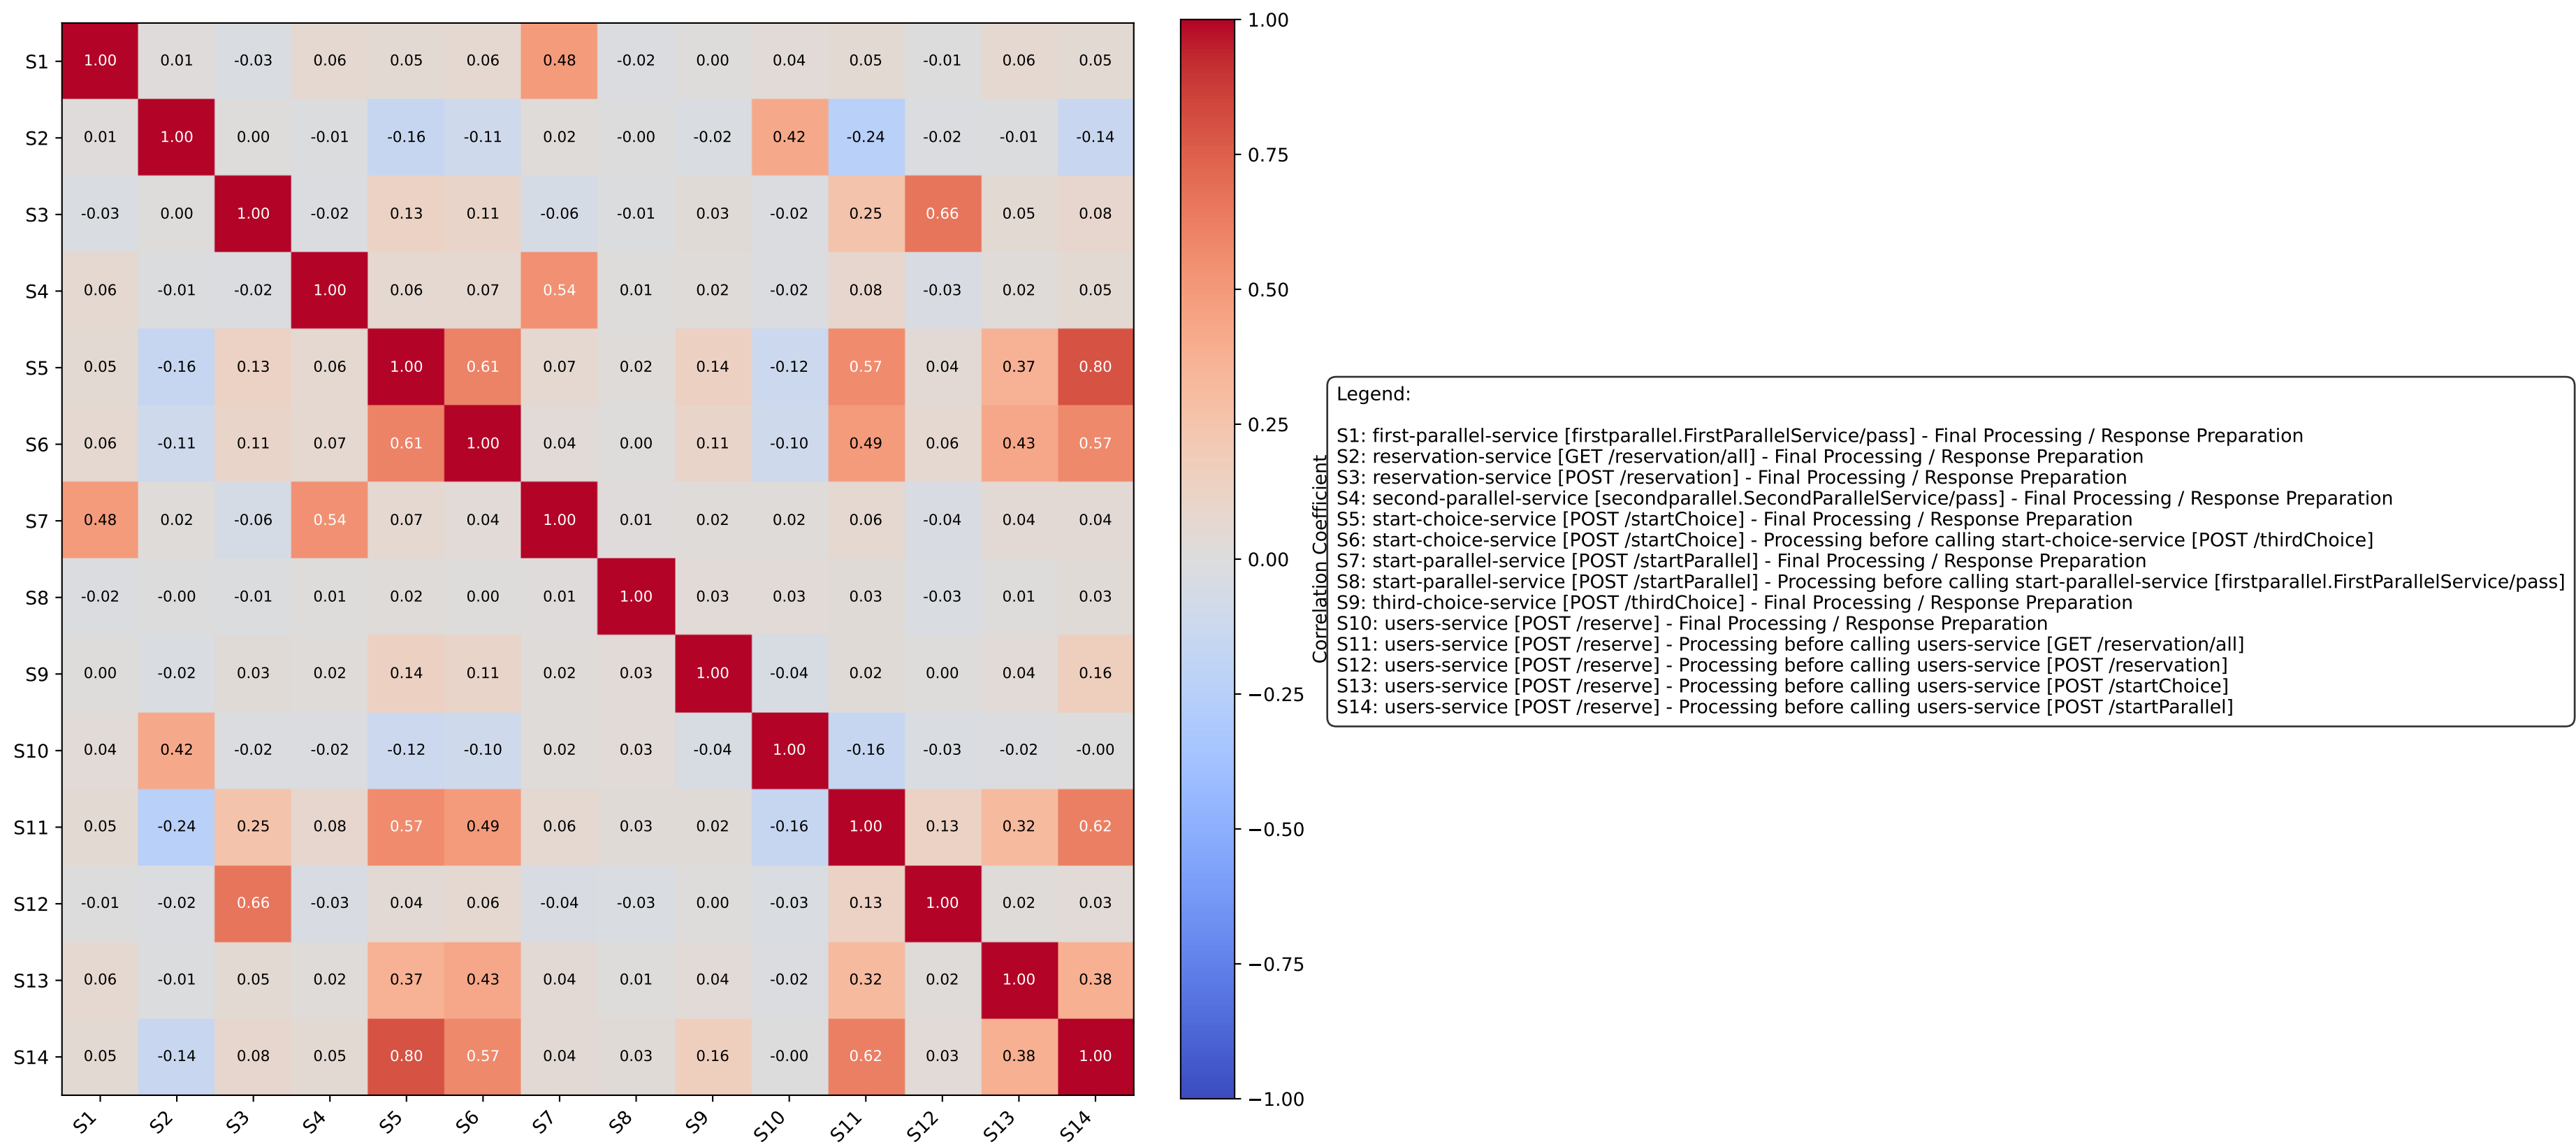 S1 1.00 0.01 -0.03 0.06 0.05 0.06 0.48 -0.02 0.00 0.04 0.05 -0.01 0.06 0.05
S2 0.01 1.00 0.00 -0.01 -0.16 -0.11 0.02 -0.00 -0.02 0.42 -0.24 -0.02 -0.01 -0.14
S3 -0.03 0.00 1.00 -0.02 0.13 0.11 -0.06 -0.01 0.03 -0.02 0.25 0.66 0.05 0.08
S4 0.06 -0.01 -0.02 1.00 0.06 0.07 0.54 0.01 0.02 -0.02 0.08 -0.03 0.02 0.05
S5 0.05 -0.16 0.13 0.06 1.00 0.61 0.07 0.02 0.14 -0.12 0.57 0.04 0.37 0.80
S6 0.06 -0.11 0.11 0.07 0.61 1.00 0.04 0.00 0.11 -0.10 0.49 0.06 0.43 0.57
S7 0.48 0.02 -0.06 0.54 0.07 0.04 1.00 0.01 0.02 0.02 0.06 -0.04 0.04 0.04
S8 -0.02 -0.00 -0.01 0.01 0.02 0.00 0.01 1.00 0.03 0.03 0.03 -0.03 0.01 0.03
S9 0.00 -0.02 0.03 0.02 0.14 0.11 0.02 0.03 1.00 -0.04 0.02 0.00 0.04 0.16
S10 0.04 0.42 -0.02 -0.02 -0.12 -0.10 0.02 0.03 -0.04 1.00 -0.16 -0.03 -0.02 -0.00
S11 0.05 -0.24 0.25 0.08 0.57 0.49 0.06 0.03 0.02 -0.16 1.00 0.13 0.32 0.62
S12 -0.01 -0.02 0.66 -0.03 0.04 0.06 -0.04 -0.03 0.00 -0.03 0.13 1.00 0.02 0.03
S13 0.06 -0.01 0.05 0.02 0.37 0.43 0.04 0.01 0.04 -0.02 0.32 0.02 1.00 0.38
S14 0.05 -0.14 0.08 0.05 0.80 0.57 0.04 0.03 0.16 -0.00 0.62 0.03 0.38 1.00
S1 S2 S3 S4 S5 S6 S7 S8 S9 S10 S11 S12 S13 S14
1.00
0.75
0.50
0.25
0.00
−0.25
−0.50
−0.75
−1.00
Correlation Coefficient
Legend:
S1: first-parallel-service [firstparallel.FirstParallelService/pass] - Final Processing / Response Preparation
S2: reservation-service [GET /reservation/all] - Final Processing / Response Preparation
S3: reservation-service [POST /reservation] - Final Processing / Response Preparation
S4: second-parallel-service [secondparallel.SecondParallelService/pass] - Final Processing / Response Preparation
S5: start-choice-service [POST /startChoice] - Final Processing / Response Preparation
S6: start-choice-service [POST /startChoice] - Processing before calling start-choice-service [POST /thirdChoice]
S7: start-parallel-service [POST /startParallel] - Final Processing / Response Preparation
S8: start-parallel-service [POST /startParallel] - Processing before calling start-parallel-service [firstparallel.FirstParallelService/pass]
S9: third-choice-service [POST /thirdChoice] - Final Processing / Response Preparation
S10: users-service [POST /reserve] - Final Processing / Response Preparation
S11: users-service [POST /reserve] - Processing before calling users-service [GET /reservation/all]
S12: users-service [POST /reserve] - Processing before calling users-service [POST /reservation]
S13: users-service [POST /reserve] - Processing before calling users-service [POST /startChoice]
S14: users-service [POST /reserve] - Processing before calling users-service [POST /startParallel]